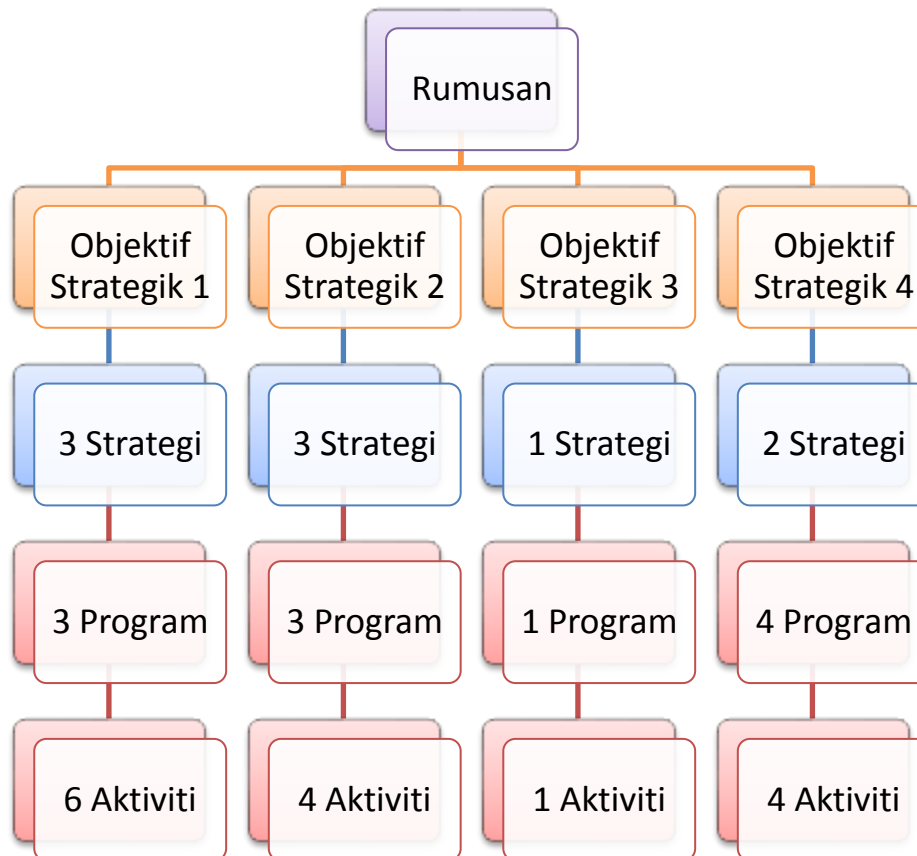 Rumusan
Objektif
Strategik 1
Objektif
Strategik 2
Objektif
Strategik 3
Objektif
Strategik 4
3 Strategi
3 Strategi
1 Strategi
2 Strategi
3 Program
3 Program
1 Program
4 Program
6 Aktiviti
4 Aktiviti
1 Aktiviti
4 Aktiviti